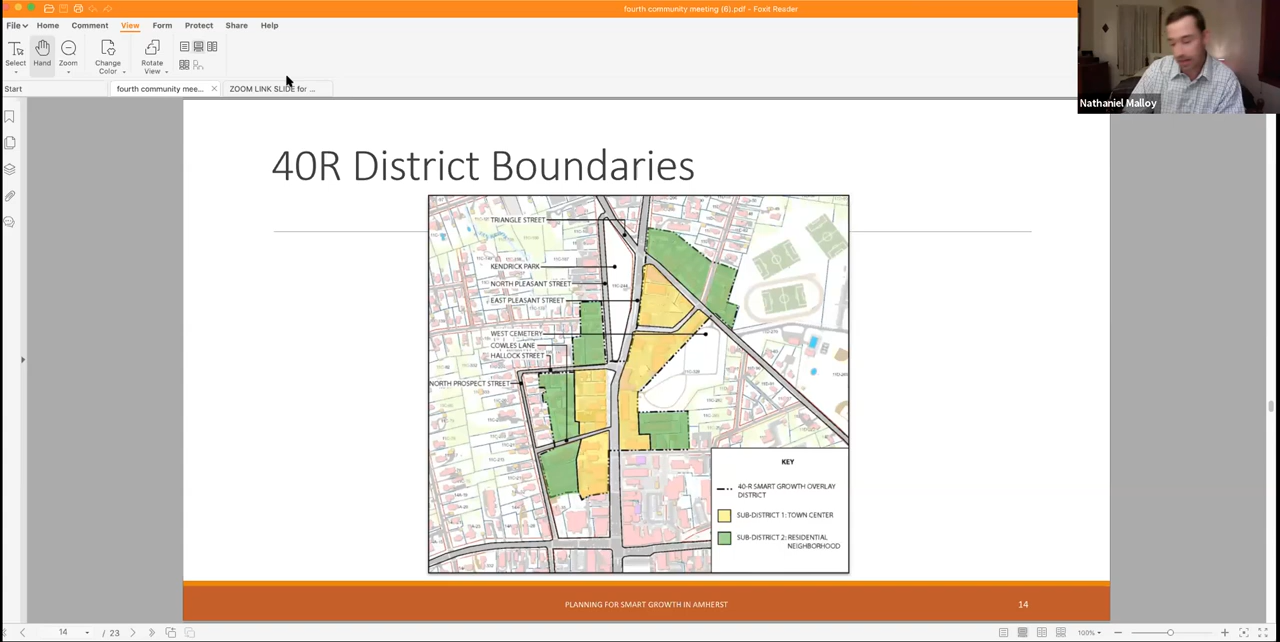 fourth community meeting (6).pdf - Foxit Reader
File Home Comment View Form Protect Share Help
Select Hand Zoom Change Color Rotate View
Start fourth community mee... ZOOM LINK SLIDE for ...
Nathaniel Malloy
40R District Boundaries
TRIANGLE STREET
KENDRICK PARK
NORTH PLEASANT STREET
EAST PLEASANT STREET
WEST CEMETERY
COWLES LANE
HALLOCK STREET
NORTH PROSPECT STREET
KEY
40-R SMART GROWTH OVERLAY
DISTRICT
SUB-DISTRICT 1: TOWN CENTER
SUB-DISTRICT 2: RESIDENTIAL
NEIGHBORHOOD
PLANNING FOR SMART GROWTH IN AMHERST 14
14 / 23 100%